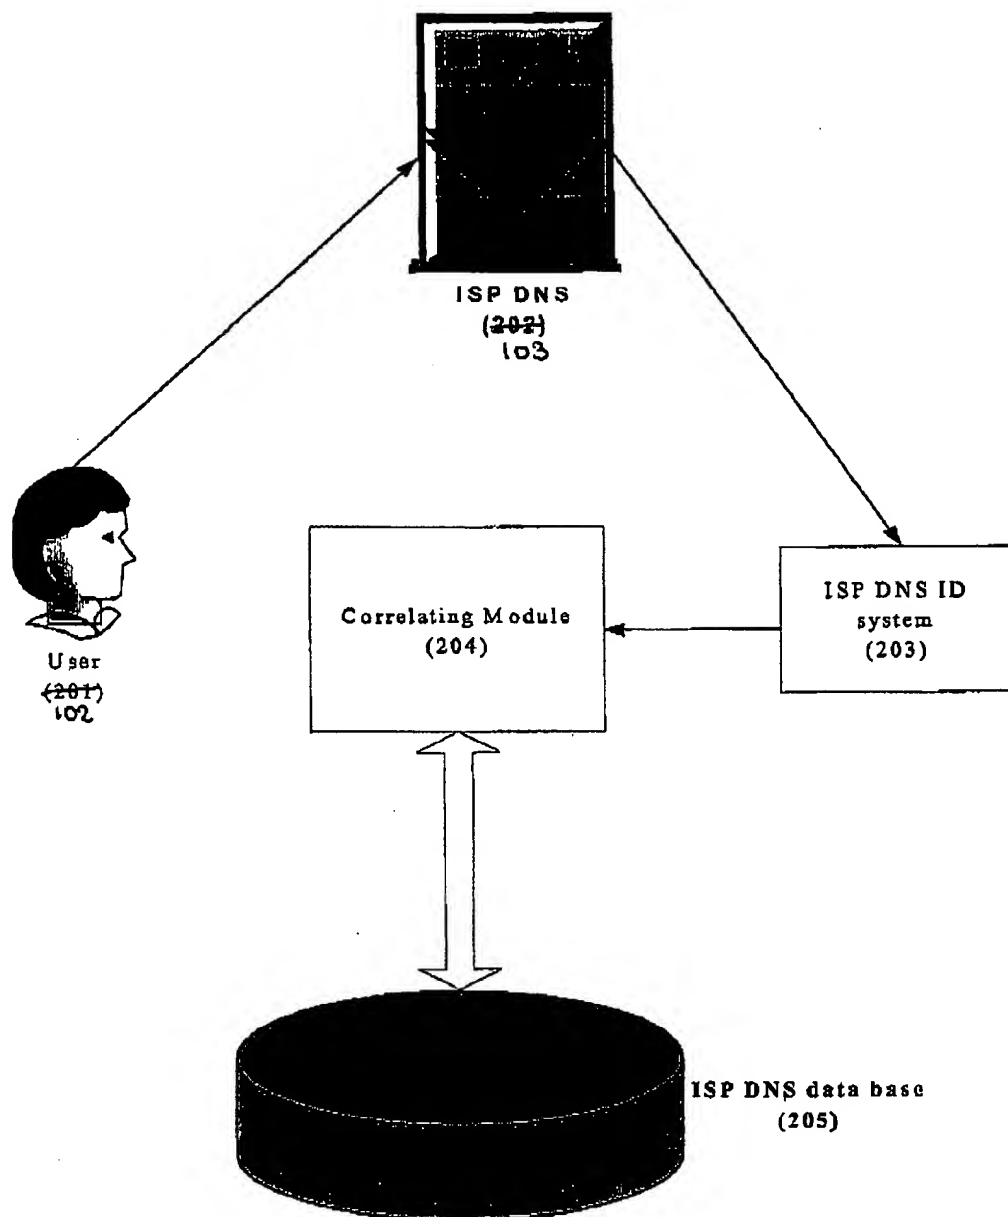 ISP DNS
(202)
103
ISP DNS ID
system
(203)
Correlating Module
(204)
User
(201)
102
ISP DNS data base
(205)